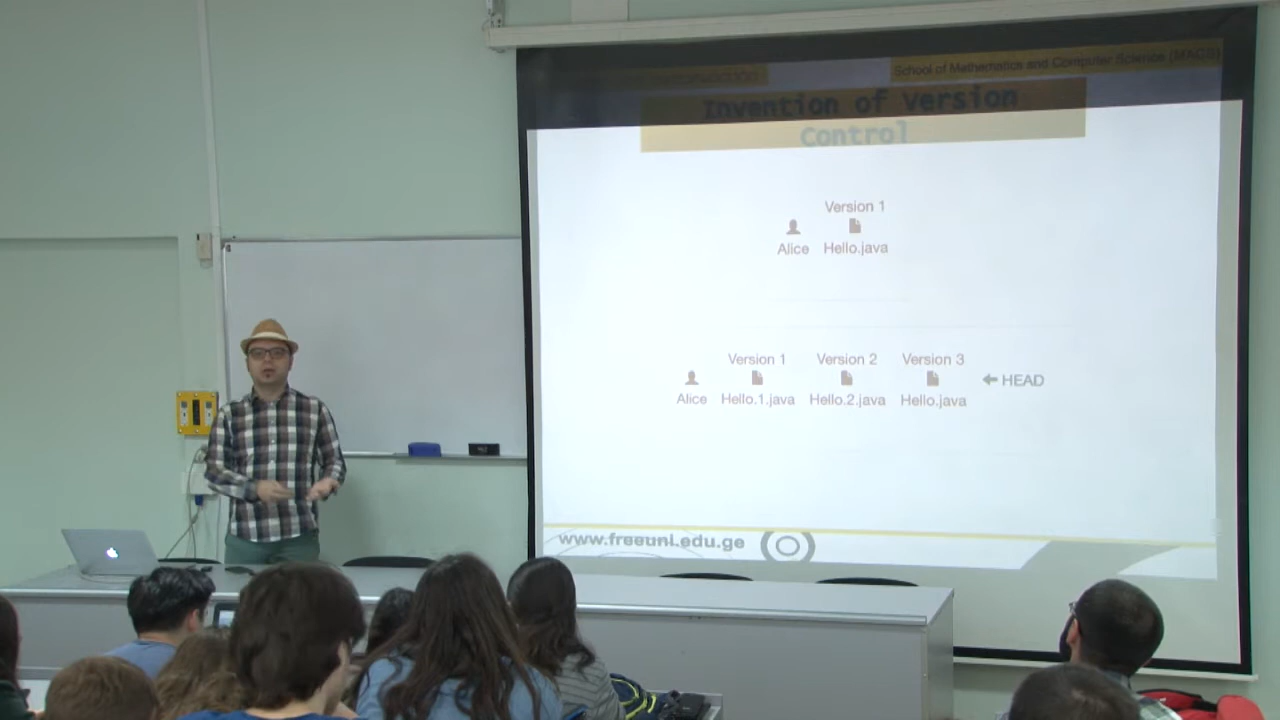 School of Mathematics and Computer Science (MACS)
Invention of Version
Control
Version 1
Alice Hello.java
Version 1 Version 2 Version 3
HEAD
Alice Hello.1.java Hello.2.java Hello.java
www.freeuni.edu.ge